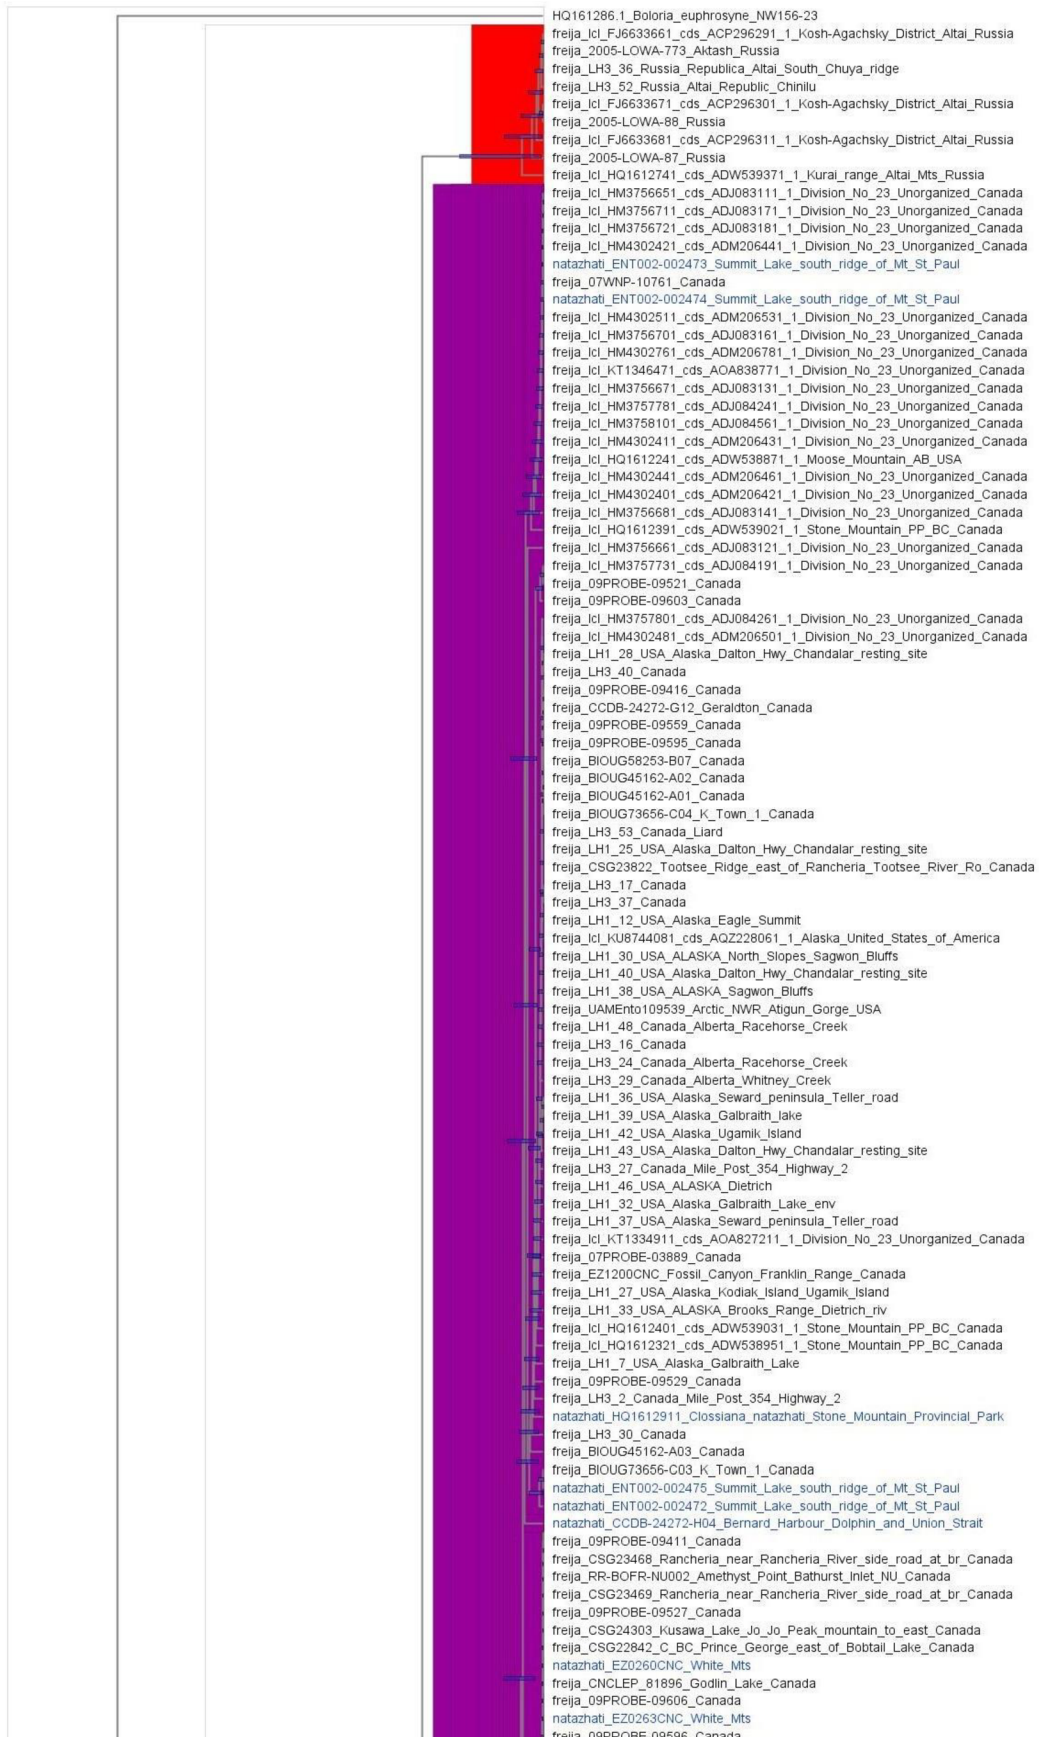 HQ161286.1_Boloria_euphrosyne_NW156-23
freija_lcl_FJ6633661_cds_ACP296291_1_Kosh-Agachsky_District_Altai_Russia
freija_2005-LOWA-773_Aktash_Russia
freija_LH3_36_Russia_Republica_Altai_South_Chuya_ridge
freija_LH3_52_Russia_Altai_Republic_Chinilu
freija_lcl_FJ6633671_cds_ACP296301_1_Kosh-Agachsky_District_Altai_Russia
freija_2005-LOWA-88_Russia
freija_lcl_FJ6633681_cds_ACP296311_1_Kosh-Agachsky_District_Altai_Russia
freija_2005-LOWA-87_Russia
freija_lcl_HQ1612741_cds_ADW539371_1_Kurai_range_Altai_Mts_Russia
freija_lcl_HM3756651_cds_ADJ083111_1_Division_No_23_Unorganized_Canada
freija_lcl_HM3756711_cds_ADJ083171_1_Division_No_23_Unorganized_Canada
freija_lcl_HM3756721_cds_ADJ083181_1_Division_No_23_Unorganized_Canada
freija_lcl_HM4302421_cds_ADM206441_1_Division_No_23_Unorganized_Canada
natazhati_ENT002-002473_Summit_Lake_south_ridge_of_Mt_St_Paul
freija_07WNP-10761_Canada
natazhati_ENT002-002474_Summit_Lake_south_ridge_of_Mt_St_Paul
freija_lcl_HM4302511_cds_ADM206531_1_Division_No_23_Unorganized_Canada
freija_lcl_HM3756701_cds_ADJ083161_1_Division_No_23_Unorganized_Canada
freija_lcl_HM4302761_cds_ADM206781_1_Division_No_23_Unorganized_Canada
freija_lcl_KT1346471_cds_AOA838771_1_Division_No_23_Unorganized_Canada
freija_lcl_HM3756671_cds_ADJ083131_1_Division_No_23_Unorganized_Canada
freija_lcl_HM3757781_cds_ADJ084241_1_Division_No_23_Unorganized_Canada
freija_lcl_HM3758101_cds_ADJ084561_1_Division_No_23_Unorganized_Canada
freija_lcl_HM4302411_cds_ADM206431_1_Division_No_23_Unorganized_Canada
freija_lcl_HQ1612241_cds_ADW538871_1_Moose_Mountain_AB_USA
freija_lcl_HM4302441_cds_ADM206461_1_Division_No_23_Unorganized_Canada
freija_lcl_HM4302401_cds_ADM206421_1_Division_No_23_Unorganized_Canada
freija_lcl_HM3756681_cds_ADJ083141_1_Division_No_23_Unorganized_Canada
freija_lcl_HQ1612391_cds_ADW539021_1_Stone_Mountain_PP_BC_Canada
freija_lcl_HM3756661_cds_ADJ083121_1_Division_No_23_Unorganized_Canada
freija_lcl_HM3757731_cds_ADJ084191_1_Division_No_23_Unorganized_Canada
freija_09PROBE-09521_Canada
freija_09PROBE-09603_Canada
freija_lcl_HM3757801_cds_ADJ084261_1_Division_No_23_Unorganized_Canada
freija_lcl_HM4302481_cds_ADM206501_1_Division_No_23_Unorganized_Canada
freija_LH1_28_USA_Alaska_Dalton_Hwy_Chandalar_resting_site
freija_LH3_40_Canada
freija_09PROBE-09416_Canada
freija_CCDB-24272-G12_Geraldton_Canada
freija_09PROBE-09559_Canada
freija_09PROBE-09595_Canada
freija_BIOUG58253-B07_Canada
freija_BIOUG45162-A02_Canada
freija_BIOUG45162-A01_Canada
freija_BIOUG73656-C04_K_Town_1_Canada
freija_LH3_53_Canada_Liard
freija_LH1_25_USA_Alaska_Dalton_Hwy_Chandalar_resting_site
freija_CSG23822_Tootsee_Ridge_east_of_Rancheria_Tootsee_River_Ro_Canada
freija_LH3_17_Canada
freija_LH3_37_Canada
freija_LH1_12_USA_Alaska_Eagle_Summit
freija_lcl_KU8744081_cds_AQZ228061_1_Alaska_United_States_of_America
freija_LH1_30_USA_ALASKA_North_Slopes_Sagwon_Bluffs
freija_LH1_40_USA_Alaska_Dalton_Hwy_Chandalar_resting_site
freija_LH1_38_USA_ALASKA_Sagwon_Bluffs
freija_UAMEnto109539_Arctic_NWR_Atigun_Gorge_USA
freija_LH1_48_Canada_Alberta_Racehorse_Creek
freija_LH3_16_Canada
freija_LH3_24_Canada_Alberta_Racehorse_Creek
freija_LH3_29_Canada_Alberta_Whitney_Creek
freija_LH1_36_USA_Alaska_Seward_peninsula_Teller_road
freija_LH1_39_USA_Alaska_Galbraith_lake
freija_LH1_42_USA_Alaska_Ugamik_Island
freija_LH1_43_USA_Alaska_Dalton_Hwy_Chandalar_resting_site
freija_LH3_27_Canada_Mile_Post_354_Highway_2
freija_LH1_46_USA_ALASKA_Dietrich
freija_LH1_32_USA_Alaska_Galbraith_Lake_env
freija_LH1_37_USA_Alaska_Seward_peninsula_Teller_road
freija_lcl_KT1334911_cds_AOA827211_1_Division_No_23_Unorganized_Canada
freija_07PROBE-03889_Canada
freija_EZ1200CNC_Fossil_Canyon_Franklin_Range_Canada
freija_LH1_27_USA_Alaska_Kodiak_Island_Ugamik_Island
freija_LH1_33_USA_ALASKA_Brooks_Range_Dietrich_riv
freija_lcl_HQ1612401_cds_ADW539031_1_Stone_Mountain_PP_BC_Canada
freija_lcl_HQ1612321_cds_ADW538951_1_Stone_Mountain_PP_BC_Canada
freija_LH1_7_USA_Alaska_Galbraith_Lake
freija_09PROBE-09529_Canada
freija_LH3_2_Canada_Mile_Post_354_Highway_2
natazhati_HQ1612911_Clossiana_natazhati_Stone_Mountain_Provincial_Park
freija_LH3_30_Canada
freija_BIOUG45162-A03_Canada
freija_BIOUG73656-C03_K_Town_1_Canada
natazhati_ENT002-002475_Summit_Lake_south_ridge_of_Mt_St_Paul
natazhati_ENT002-002472_Summit_Lake_south_ridge_of_Mt_St_Paul
natazhati_CCDB-24272-H04_Bernard_Harbour_Dolphin_and_Union_Strait
freija_09PROBE-09411_Canada
freija_CSG23468_Rancheria_near_Rancheria_River_side_road_at_br_Canada
freija_RR-BOFR-NU002_Amethyst_Point_Bathurst_Inlet_NU_Canada
freija_CSG23469_Rancheria_near_Rancheria_River_side_road_at_br_Canada
freija_09PROBE-09527_Canada
freija_CSG24303_Kusawa_Lake_Jo_Jo_Peak_mountain_to_east_Canada
freija_CSG22842_C_BC_Prince_George_east_of_Bobtail_Lake_Canada
natazhati_EZ0260CNC_White_Mts
freija_CNCLEP_81896_Godlin_Lake_Canada
freija_09PROBE-09606_Canada
natazhati_EZ0263CNC_White_Mts
freija_09PROBE-09596_Canada